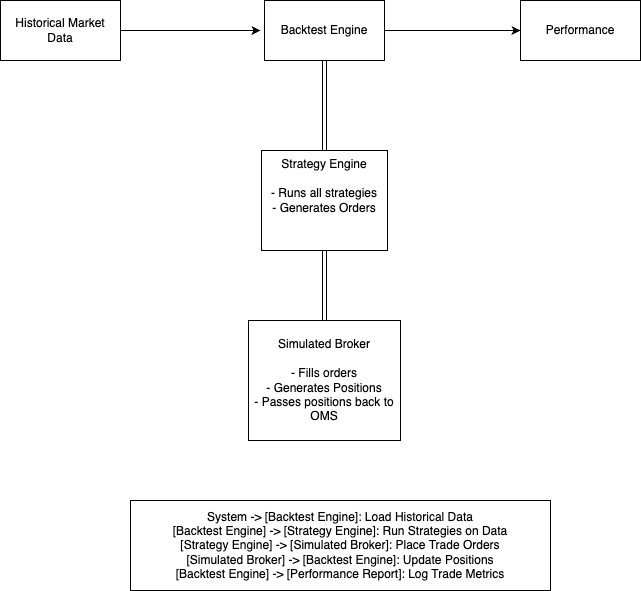 Historical Market
Data
Backtest Engine
Performance
Strategy Engine
- Runs all strategies
- Generates Orders
Simulated Broker
- Fills orders
- Generates Positions
- Passes positions back to
OMS
System -> [Backtest Engine]: Load Historical Data
[Backtest Engine] -> [Strategy Engine]: Run Strategies on Data
[Strategy Engine] -> [Simulated Broker]: Place Trade Orders
[Simulated Broker] -> [Backtest Engine]: Update Positions
[Backtest Engine] -> [Performance Report]: Log Trade Metrics